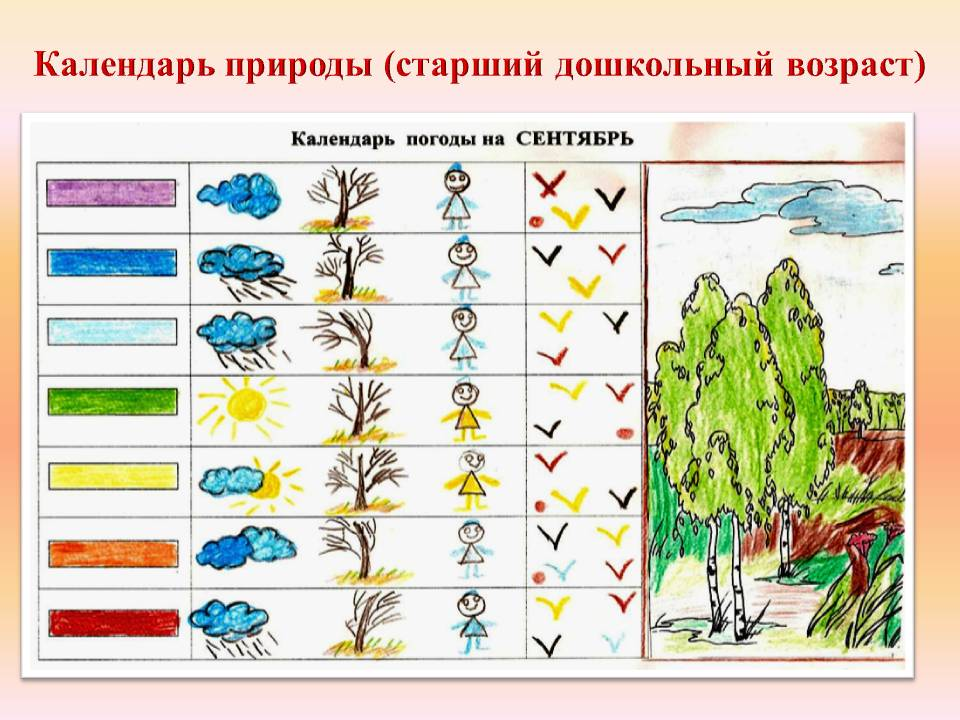 Календарь природы (старший дошкольный возраст)
Календарь погоды на СЕНТЯБРЬ